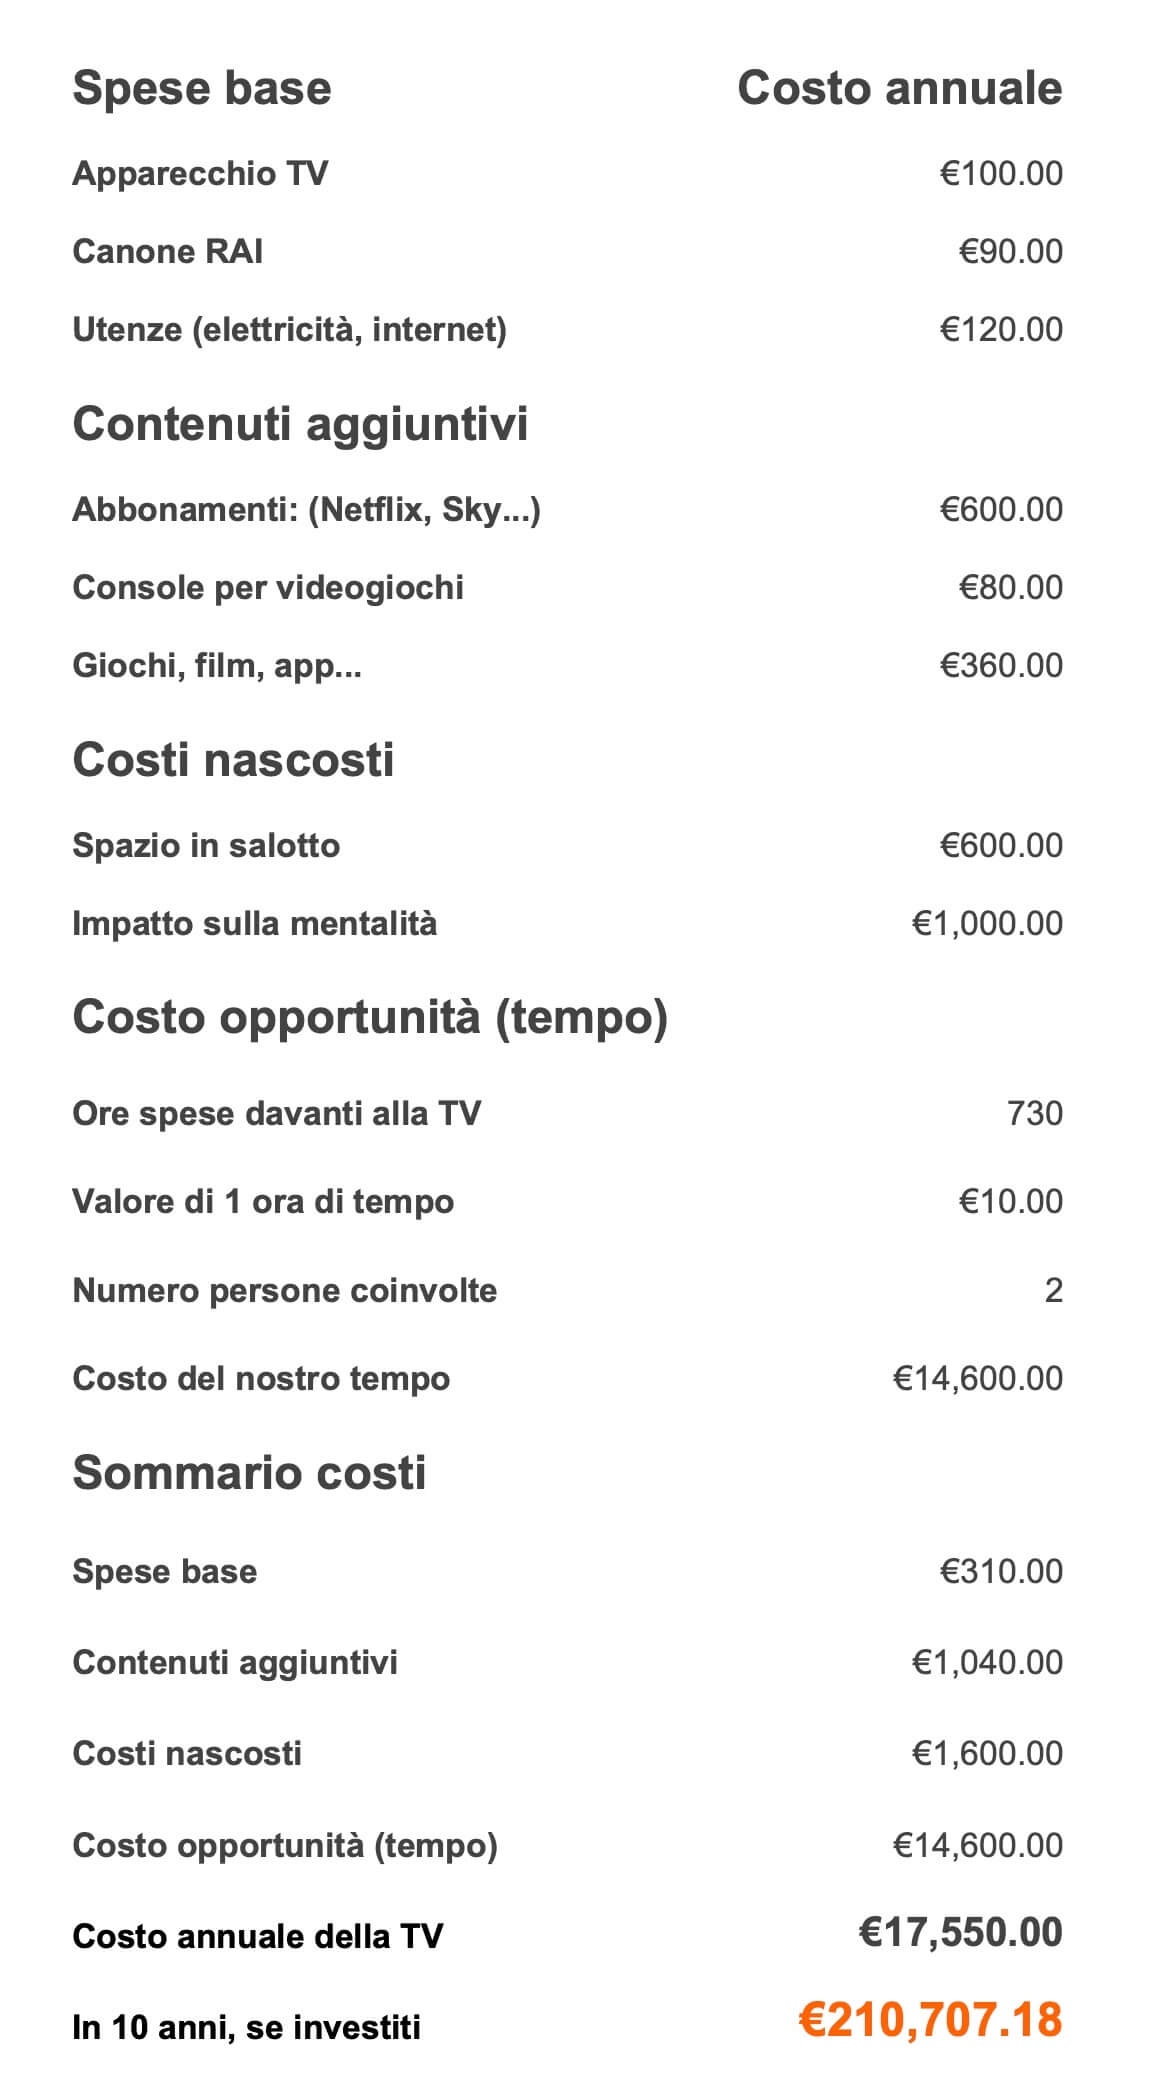 Spese base Costo annuale
Apparecchio TV €100.00
Canone RAI €90.00
Utenze (elettricità, internet) €120.00
Contenuti aggiuntivi
Abbonamenti: (Netflix, Sky...) €600.00
Console per videogiochi €80.00
Giochi, film, app... €360.00
Costi nascosti
Spazio in salotto €600.00
Impatto sulla mentalità €1,000.00
Costo opportunità (tempo)
Ore spese davanti alla TV 730
Valore di 1 ora di tempo €10.00
Numero persone coinvolte 2
Costo del nostro tempo €14,600.00
Sommario costi
Spese base €310.00
Contenuti aggiuntivi €1,040.00
Costi nascosti €1,600.00
Costo opportunità (tempo) €14,600.00
Costo annuale della TV €17,550.00
In 10 anni, se investiti €210,707.18